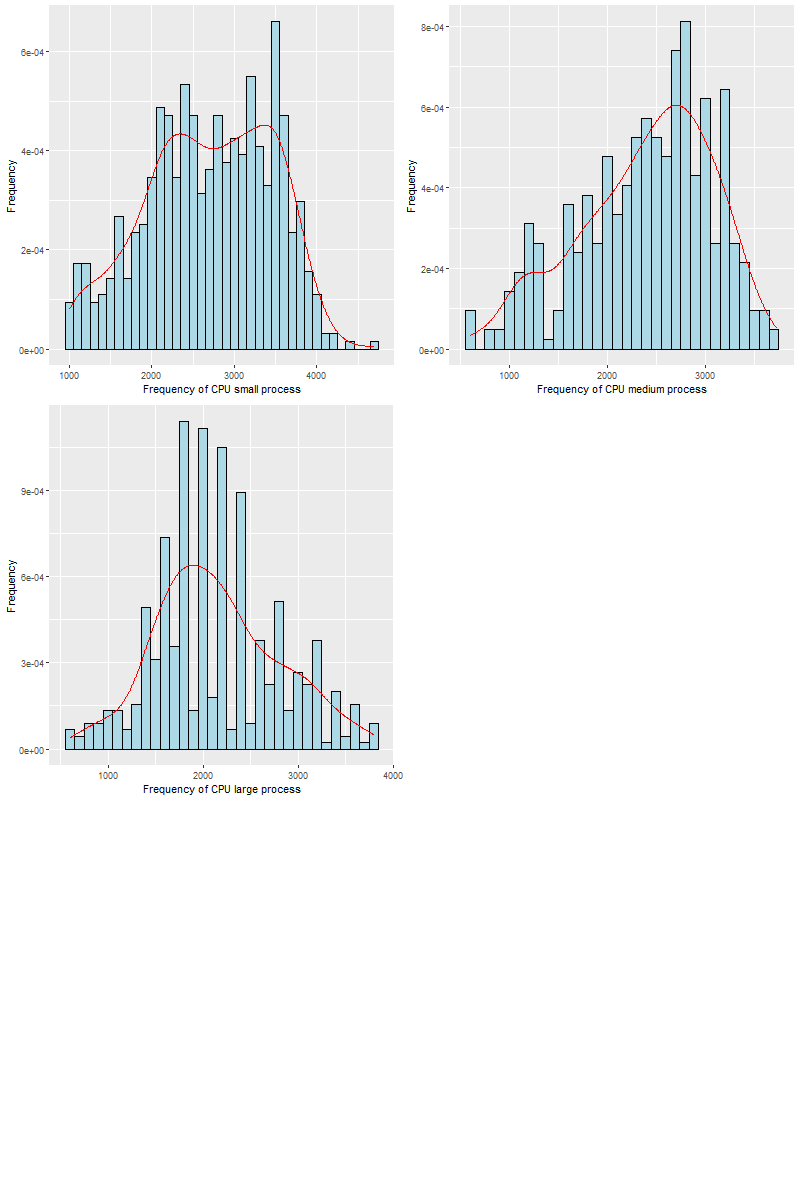 6e-04
4e-04
2e-04
0e+00
Frequency
1000 2000 3000 4000
Frequency of CPU small process
8e-04
6e-04
4e-04
2e-04
0e+00
Frequency
1000 2000 3000
Frequency of CPU medium process
9e-04
6e-04
3e-04
0e+00
Frequency
1000 2000 3000 4000
Frequency of CPU large process